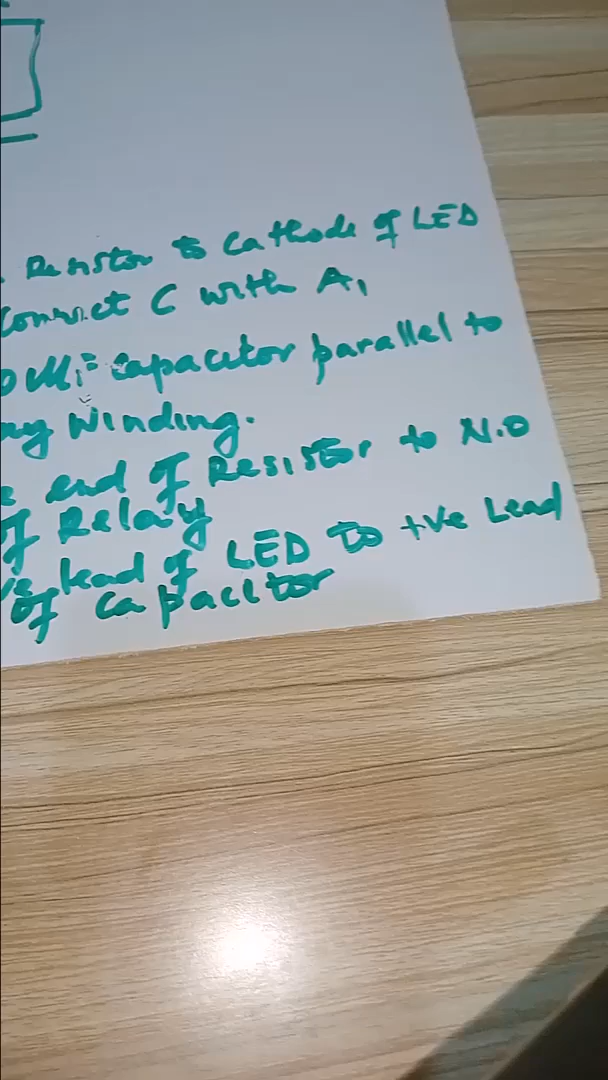 Resistor to Cathode of LED
Connect C with A1
capacitor parallel to
Winding.
end of Resistor to N.O
of Relay
lead of LED to +ve Lead
of capacitor